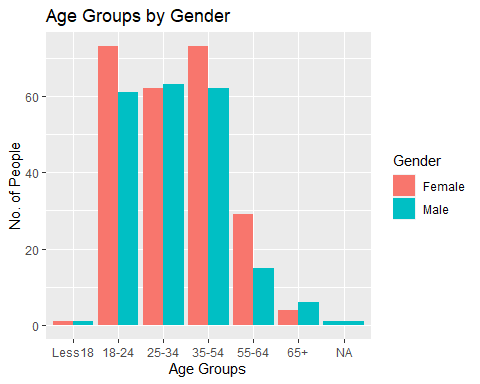 Age Groups by Gender
No. of People
60
40
20
0
Less18 18-24 25-34 35-54 55-64 65+ NA
Age Groups
Gender
Female
Male